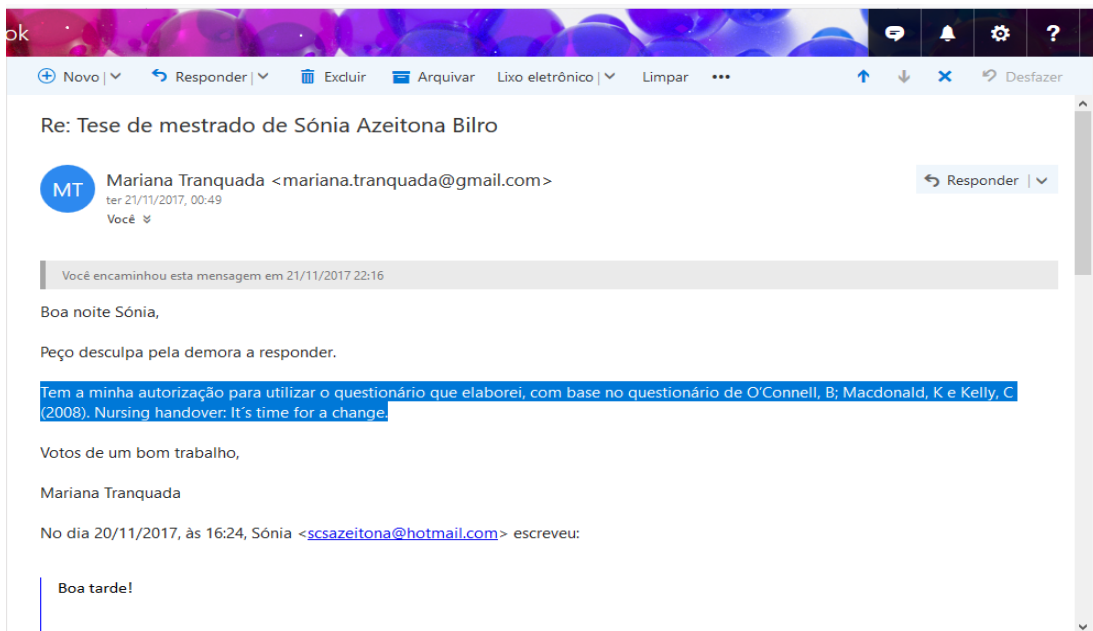 ok ?
Novo | Responder | Excluir Arquivar Lixo eletrônico | Limpar ••• Desfazer
Re: Tese de mestrado de Sónia Azeitona Bilro
MT
Mariana Tranquada <mariana.tranquada@gmail.com>
ter 21/11/2017, 00:49
Você
Responder |
Você encaminhou esta mensagem em 21/11/2017 22:16
Boa noite Sónia,
Peço desculpa pela demora a responder.
Tem a minha autorização para utilizar o questionário que elaborei, com base no questionário de O’Connell, B; Macdonald, K e Kelly, C
(2008). Nursing handover: It´s time for a change.
Votos de um bom trabalho,
Mariana Tranquada
No dia 20/11/2017, às 16:24, Sónia <scsazeitona@hotmail.com> escreveu:
Boa tarde!